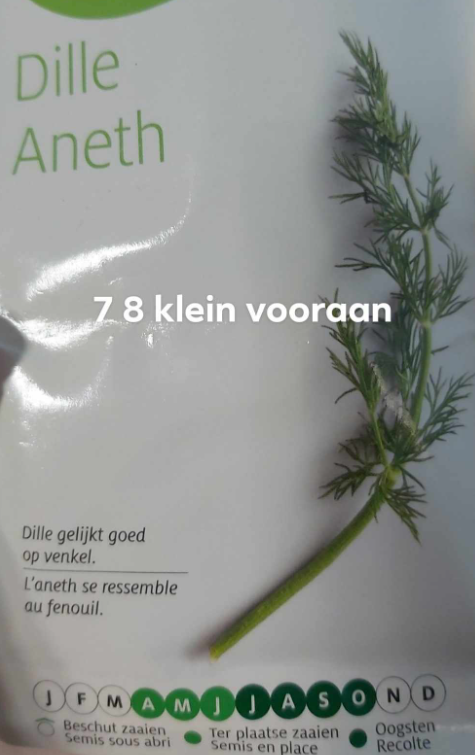 Dille
Aneth
7 8 klein vooraan
Dille gelijkt goed
op venkel.
L'aneth se ressemble
au fenouil.
J F M A M J J A S O N D
Beschut zaaien
Semis sous abri
Ter plaatse zaaien
Semis en place
Oogsten
Recolte